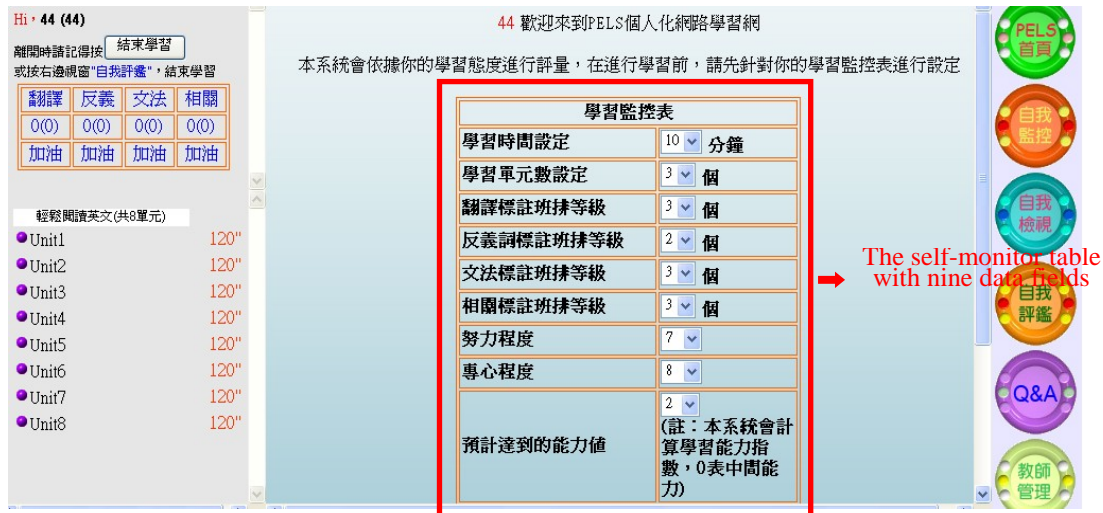 Hi，44 (44)
離開時請記得按 結束學習
或按右邊視窗"自我評鑑"，結束學習
翻譯 反義 文法 相關
0(0) 0(0) 0(0) 0(0)
加油 加油 加油 加油
輕鬆閱讀英文(共8單元)
Unit1 120"
Unit2 120"
Unit3 120"
Unit4 120"
Unit5 120"
Unit6 120"
Unit7 120"
Unit8 120"
44 歡迎來到PELS個人化網路學習網
本系統會依據你的學習態度進行評量，在進行學習前，請先針對你的學習監控表進行設定
學習監控表
學習時間設定 10 分鐘
學習單元數設定 3 個
翻譯標註班排等級 3 個
反義詞標註班排等級 2 個
文法標註班排等級 3 個
相關標註班排等級 3 個
努力程度 7
專心程度 8
預計達到的能力值 2
(註：本系統會計
算學習能力指
數，0表中間能
力)
The self-monitor table
with nine data fields
PELS
首頁
自我
監控
自我
檢視
自我
評鑑
Q&A
教師
管理